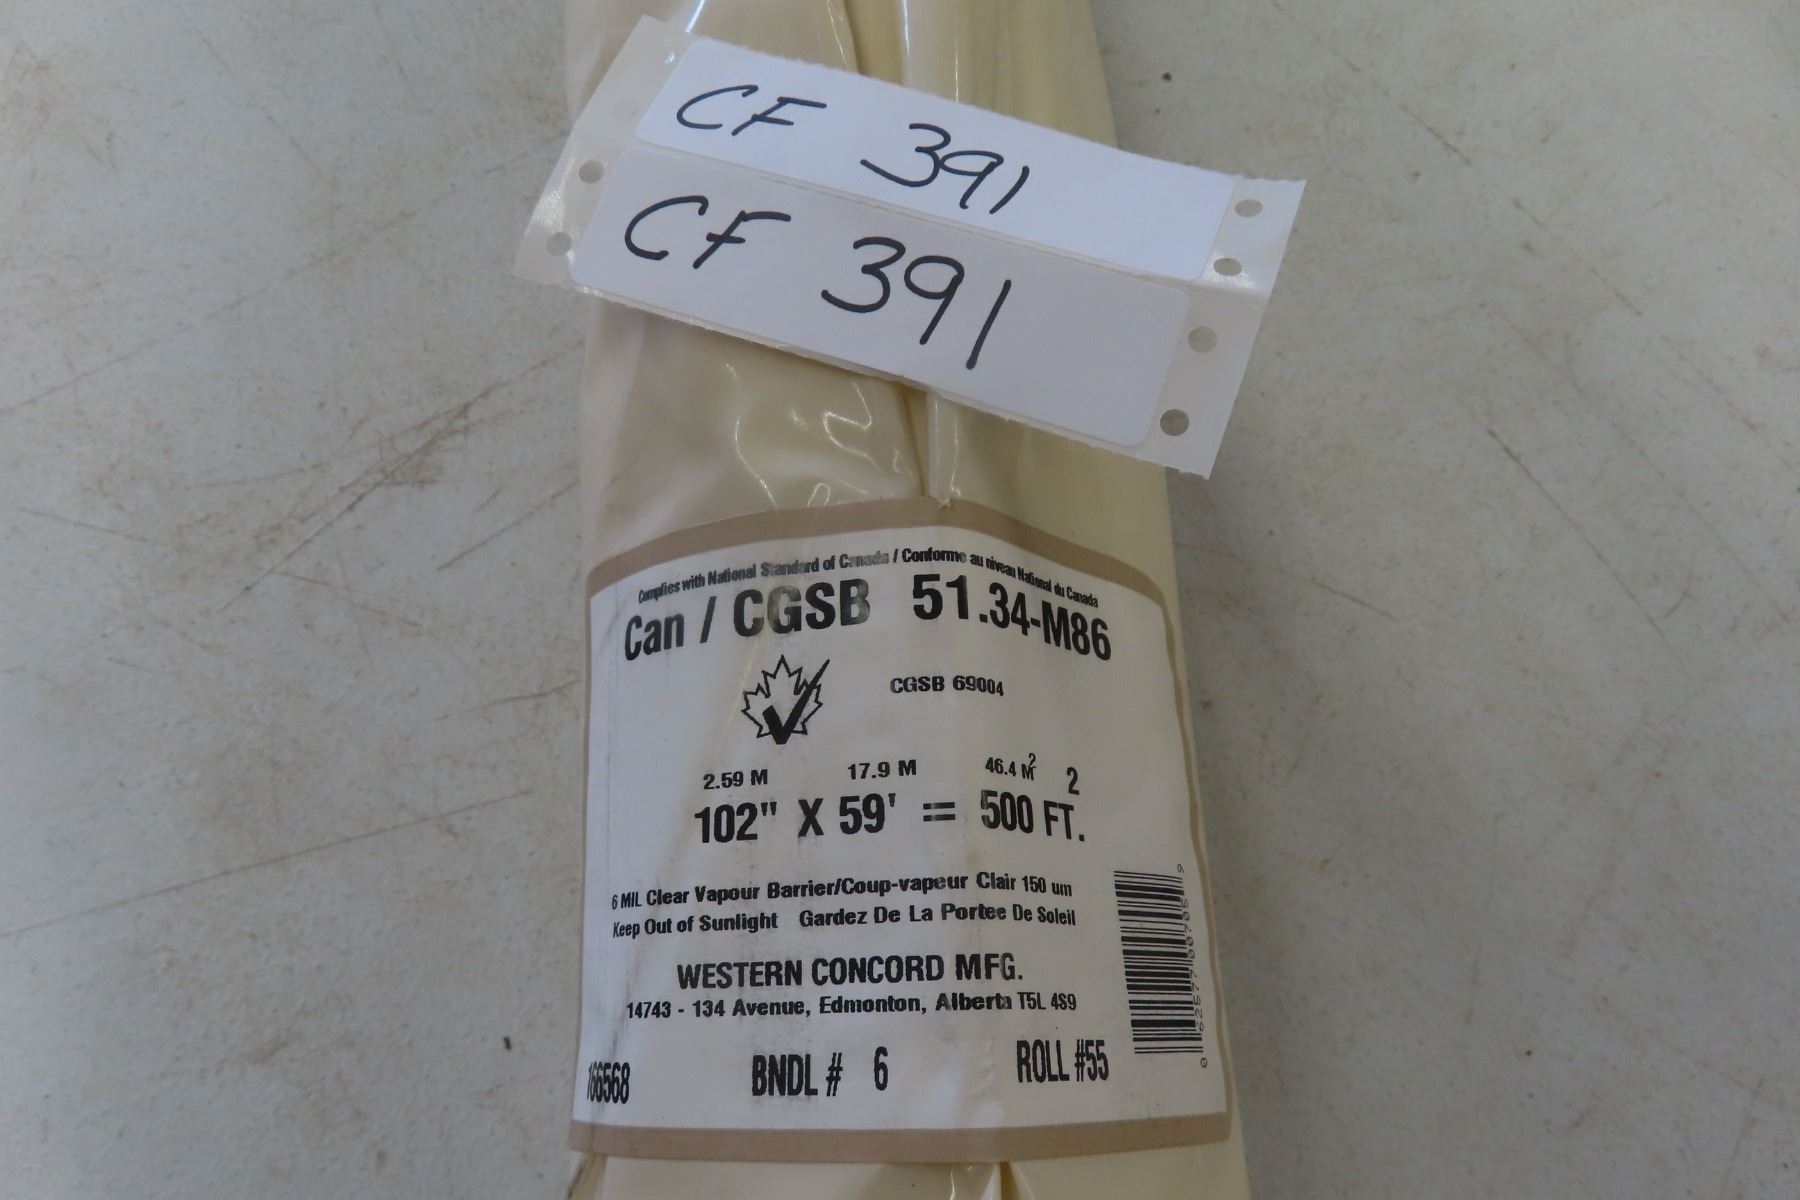 CF 391
CF 391
Complies with National Standard of Canada / Conforme au niveau National du Canada
Can / CGSB 51.34-M86
CGSB 69004
2.59 M 17.9 M 46.4 M²
102" X 59' = 500 FT.²
6 MIL Clear Vapour Barrier/Coup-vapeur Clair 150 um
Keep Out of Sunlight Gardez De La Portee De Soleil
WESTERN CONCORD MFG.
14743 - 134 Avenue, Edmonton, Alberta T5L 4S9
166568 BNDL # 6 ROLL #55